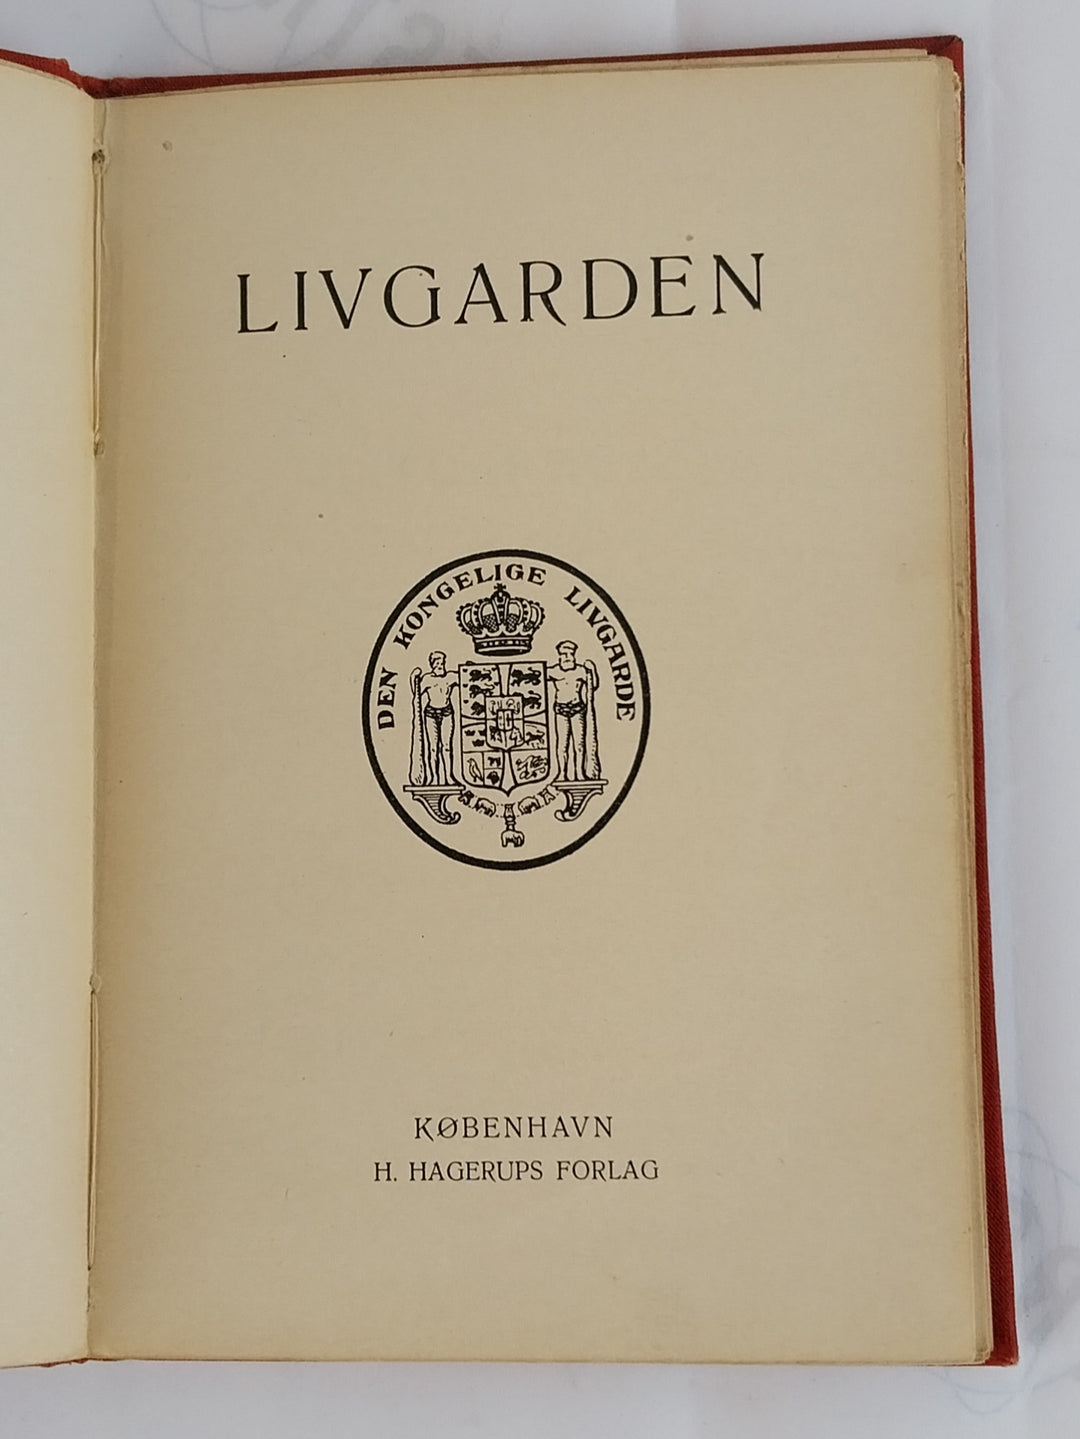 LIVGARDEN
DEN KONGELIGE LIVGARDE
KØBENHAVN
H. HAGERUPS FORLAG